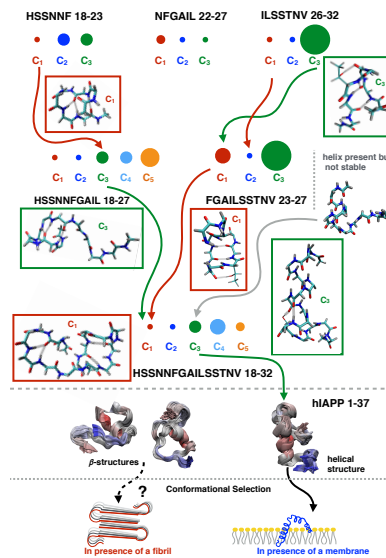 HSSNNF 18-23 NFGAIL 22-27 ILSSTNV 26-32
C1 C2 C3 C1 C2 C3 C1 C2 C3
C1
C3
C1 C2 C3 C4 C5 C1 C2 C3
helix present but
not stable
HSSNNFGAIL 18-27 FGAILSSTNV 23-27
C3
C1
C2
C1
C1 C2 C3 C4 C5
HSSNNFGAILSSTNV 18-32
hIAPP 1-37
β-structures
helical
structure
? Conformational Selection
In presence of a fibril In presence of a membrane